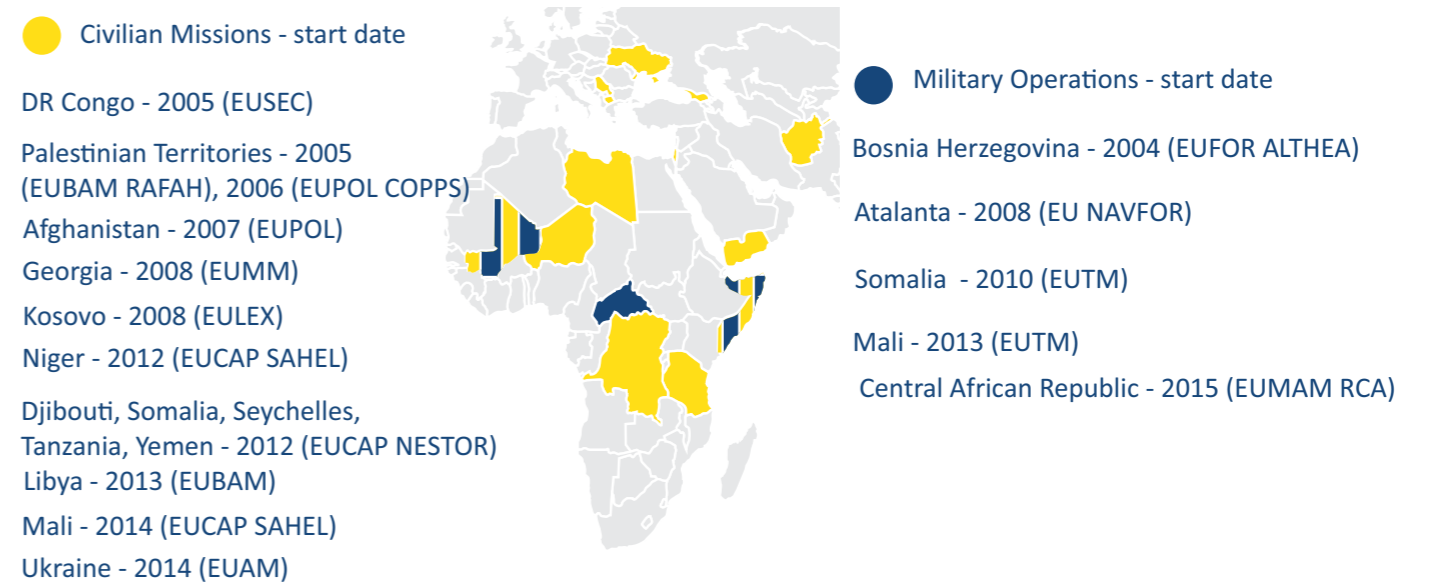 Civilian Missions - start date
DR Congo - 2005 (EUSEC)
Palestinian Territories - 2005
(EUBAM RAFAH), 2006 (EUPOL COPPS)
Afghanistan - 2007 (EUPOL)
Georgia - 2008 (EUMM)
Kosovo - 2008 (EULEX)
Niger - 2012 (EUCAP SAHEL)
Djibouti, Somalia, Seychelles,
Tanzania, Yemen - 2012 (EUCAP NESTOR)
Libya - 2013 (EUBAM)
Mali - 2014 (EUCAP SAHEL)
Ukraine - 2014 (EUAM)
Military Operations - start date
Bosnia Herzegovina - 2004 (EUFOR ALTHEA)
Atalanta - 2008 (EU NAVFOR)
Somalia - 2010 (EUTM)
Mali - 2013 (EUTM)
Central African Republic - 2015 (EUMAM RCA)